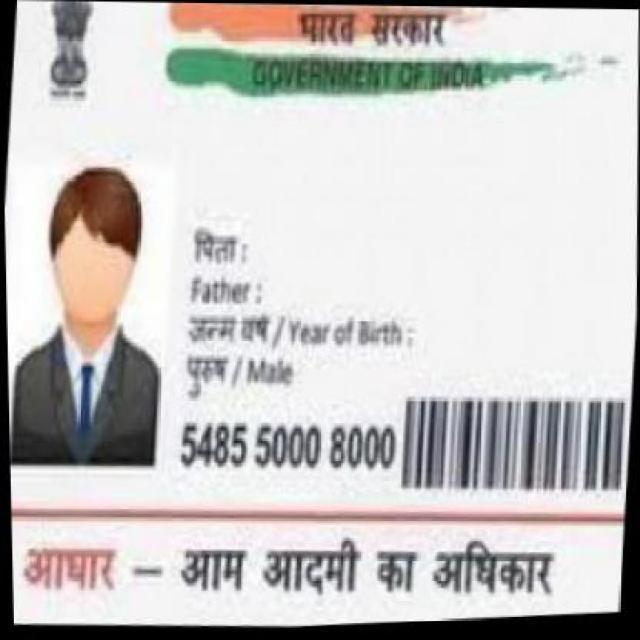 भारत सरकार
GOVERNMENT OF INDIA
पिता :
Father :
जन्म वर्ष / Year of Birth :
पुरुष / Male
5485 5000 8000
आधार – आम आदमी का अधिकार